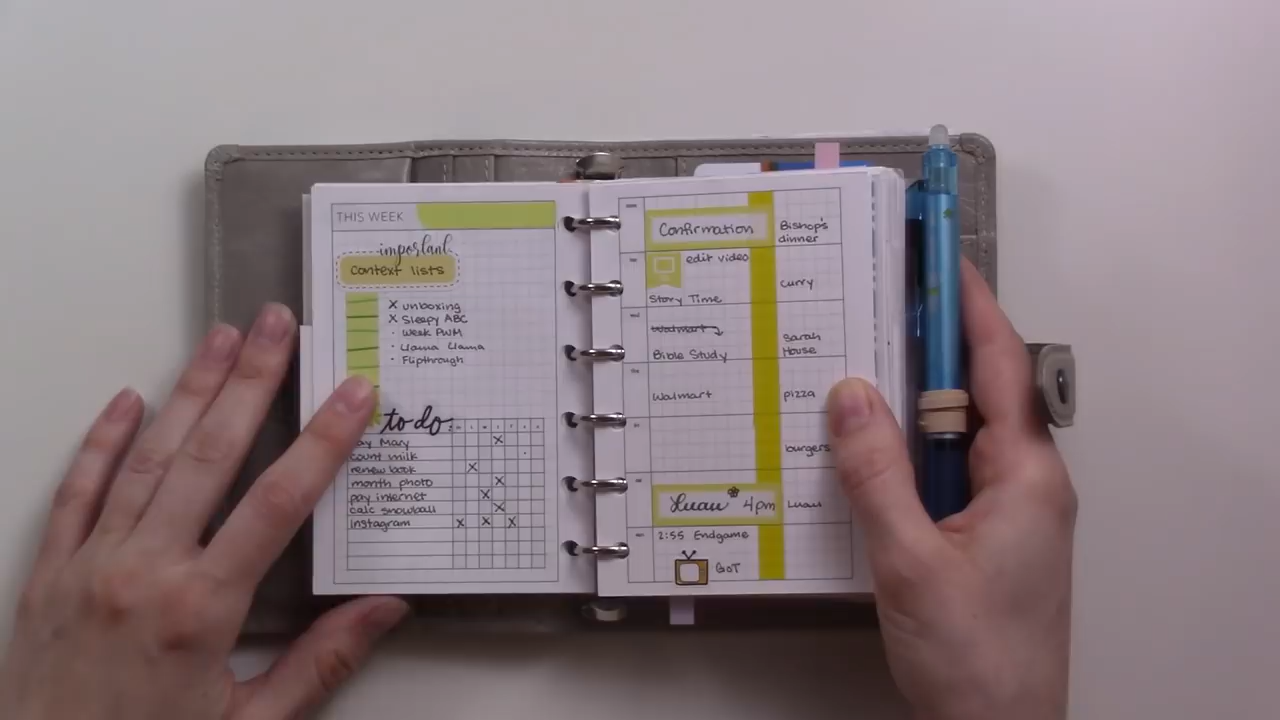 THIS WEEK
important
context lists
x unboxing
x Sleepy ABC
· Week PWM
· Llama Llama
· Flipthrough
to do
pay Mary
count milk
renew book
month photo
pay internet
calc snowball
instagram
Confirmation
Bishop's
dinner
edit video
Story Time
curry
Walmart
Bible Study
Sarah
House
Walmart
pizza
burgers
Luau 4pm
Luau
2:55 Endgame
GoT